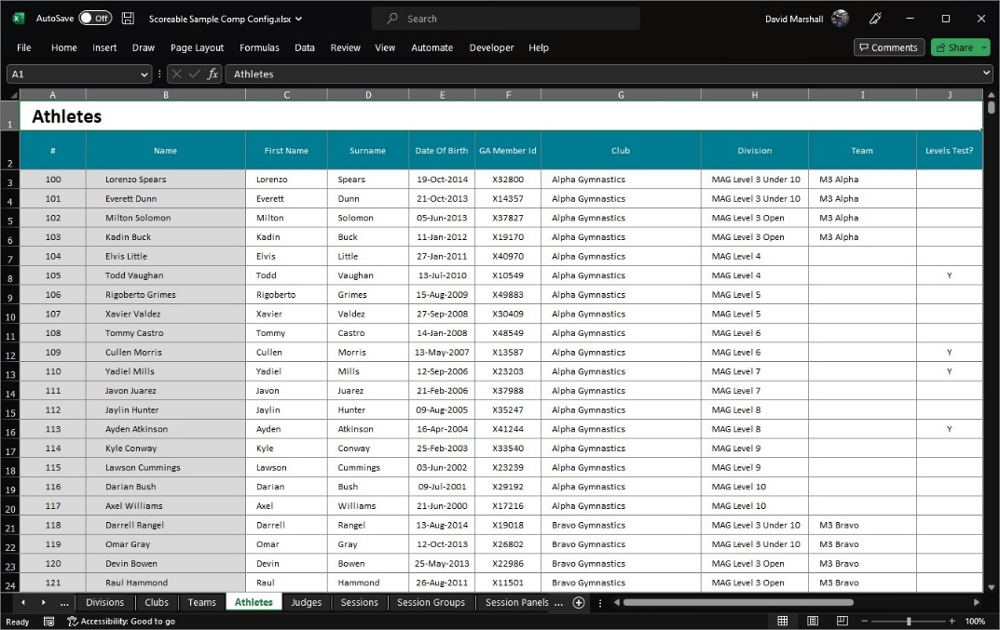 AutoSave Off Scoreable Sample Comp Config.xlsx Search David Marshall
File Home Insert Draw Page Layout Formulas Data Review View Automate Developer Help Comments Share
A1 fx Athletes
A B C D E F G H I J
1 Athletes
2 # Name First Name Surname Date Of Birth GA Member Id Club Division Team Levels Test?
3 100 Lorenzo Spears Lorenzo Spears 19-Oct-2014 X32800 Alpha Gymnastics MAG Level 3 Under 10 M3 Alpha
4 101 Everett Dunn Everett Dunn 21-Oct-2013 X14357 Alpha Gymnastics MAG Level 3 Under 10 M3 Alpha
5 102 Milton Solomon Milton Solomon 05-Jun-2013 X37827 Alpha Gymnastics MAG Level 3 Open M3 Alpha
6 103 Kadin Buck Kadin Buck 11-Jan-2012 X19170 Alpha Gymnastics MAG Level 3 Open M3 Alpha
7 104 Elvis Little Elvis Little 27-Jan-2011 X40970 Alpha Gymnastics MAG Level 4
8 105 Todd Vaughan Todd Vaughan 13-Jul-2010 X10549 Alpha Gymnastics MAG Level 4 Y
9 106 Rigoberto Grimes Rigoberto Grimes 15-Aug-2009 X49883 Alpha Gymnastics MAG Level 5
10 107 Xavier Valdez Xavier Valdez 27-Sep-2008 X30409 Alpha Gymnastics MAG Level 5
11 108 Tommy Castro Tommy Castro 14-Jan-2008 X48549 Alpha Gymnastics MAG Level 6
12 109 Cullen Morris Cullen Morris 13-May-2007 X13587 Alpha Gymnastics MAG Level 6 Y
13 110 Yadiel Mills Yadiel Mills 12-Sep-2006 X23203 Alpha Gymnastics MAG Level 7 Y
14 111 Javon Juarez Javon Juarez 21-Feb-2006 X37988 Alpha Gymnastics MAG Level 7
15 112 Jaylin Hunter Jaylin Hunter 09-Aug-2005 X35247 Alpha Gymnastics MAG Level 8
16 113 Ayden Atkinson Ayden Atkinson 16-Apr-2004 X41244 Alpha Gymnastics MAG Level 8 Y
17 114 Kyle Conway Kyle Conway 25-Feb-2003 X33540 Alpha Gymnastics MAG Level 9
18 115 Lawson Cummings Lawson Cummings 03-Jun-2002 X23239 Alpha Gymnastics MAG Level 9
19 116 Darian Bush Darian Bush 09-Jul-2001 X29192 Alpha Gymnastics MAG Level 10
20 117 Axel Williams Axel Williams 21-Jun-2000 X17216 Alpha Gymnastics MAG Level 10
21 118 Darrell Rangel Darrell Rangel 13-Aug-2014 X19018 Bravo Gymnastics MAG Level 3 Under 10 M3 Bravo
22 119 Omar Gray Omar Gray 12-Oct-2013 X26802 Bravo Gymnastics MAG Level 3 Under 10 M3 Bravo
23 120 Devin Bowen Devin Bowen 25-May-2013 X22986 Bravo Gymnastics MAG Level 3 Open M3 Bravo
24 121 Raul Hammond Raul Hammond 26-Aug-2011 X11501 Bravo Gymnastics MAG Level 3 Open M3 Bravo
... Divisions Clubs Teams Athletes Judges Sessions Session Groups Session Panels ...
Ready Accessibility: Good to go 100%